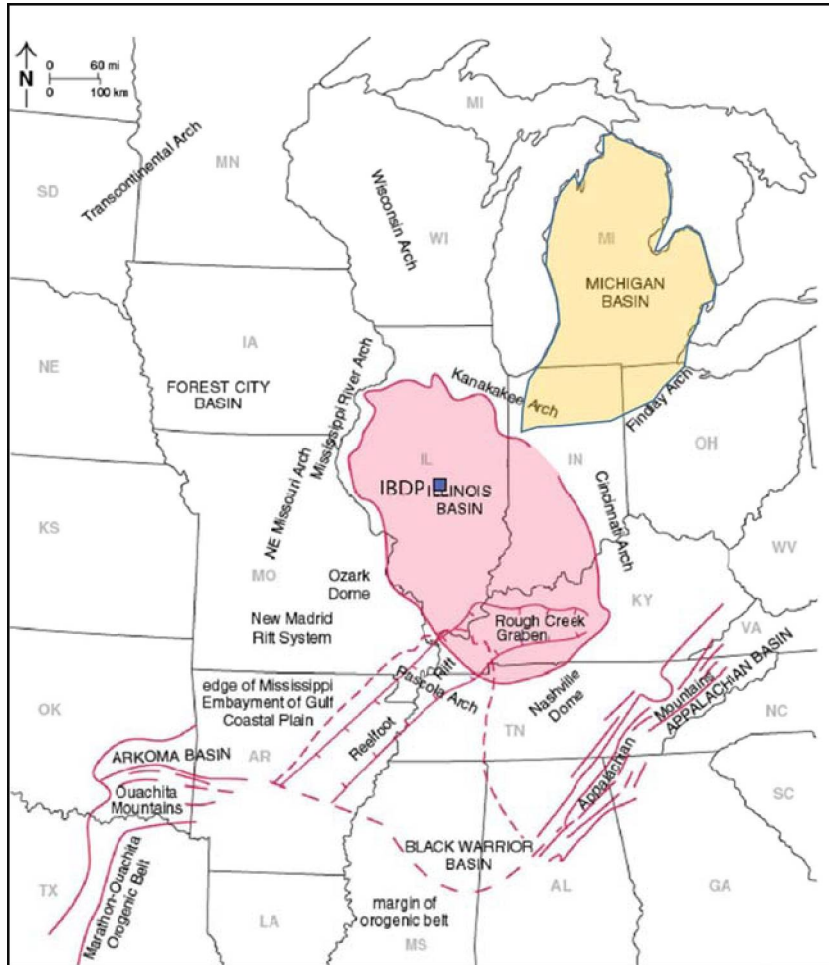 N
0 60 mi
0 100 km
MI
MN
SD
Transcontinental Arch
Wisconsin Arch
WI
MI
MICHIGAN
BASIN
IA
NE
FOREST CITY
BASIN
Mississippi River Arch
Kanakakee Arch
Findlay Arch
OH
NE Missouri Arch
IL
IN
IBDP
ILLINOIS
BASIN
Cincinnati Arch
KS
WV
MO
Ozark
Dome
KY
New Madrid
Rift System
Rough Creek
Graben
VA
Rift
Pascola Arch
edge of Mississippi
Embayment of Gulf
Coastal Plain
Nashville
Dome
Mountains
APPALACHIAN BASIN
OK
TN
NC
Reelfoot
ARKOMA BASIN
AR
Appalachian
Ouachita
Mountains
SC
BLACK WARRIOR
BASIN
TX
Marathon-Ouachita
Orogenic Belt
AL
GA
margin of
orogenic belt
LA
MS